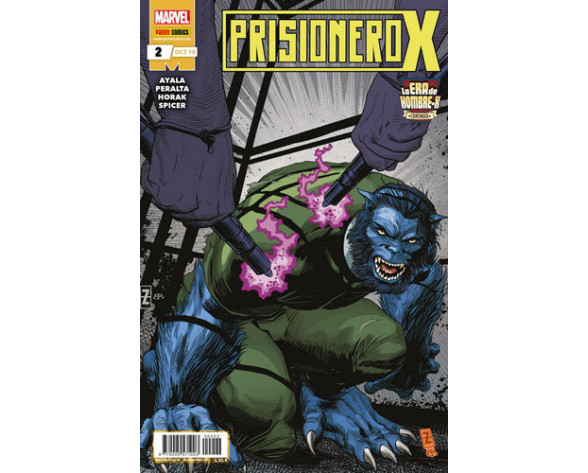 MARVEL
PANINI COMICS
2 OCT 19
PRISIONERO X
AYALA
PERALTA
HORAK
SPICER
La ERA de
HOMBRE-X
CONTINÚA